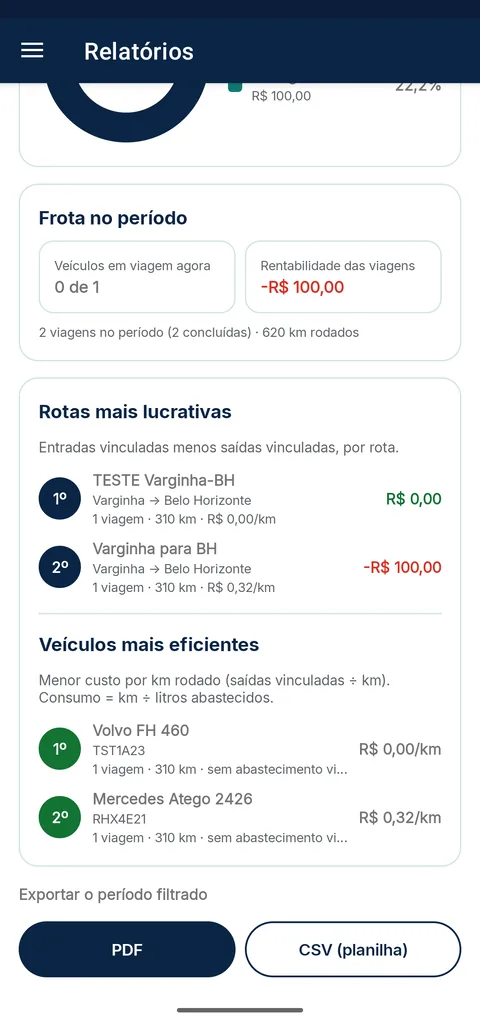 Relatórios
R$ 100,00
22,2%
Frota no período
Veículos em viagem agora
0 de 1
Rentabilidade das viagens
-R$ 100,00
2 viagens no período (2 concluídas) · 620 km rodados
Rotas mais lucrativas
Entradas vinculadas menos saídas vinculadas, por rota.
1º
TESTE Varginha-BH
Varginha → Belo Horizonte
1 viagem · 310 km · R$ 0,00/km
R$ 0,00
2º
Varginha para BH
Varginha → Belo Horizonte
1 viagem · 310 km · R$ 0,32/km
-R$ 100,00
Veículos mais eficientes
Menor custo por km rodado (saídas vinculadas ÷ km).
Consumo = km ÷ litros abastecidos.
1º
Volvo FH 460
TST1A23
1 viagem · 310 km · sem abastecimento vi...
R$ 0,00/km
2º
Mercedes Atego 2426
RHX4E21
1 viagem · 310 km · sem abastecimento vi...
R$ 0,32/km
Exportar o período filtrado
PDF
CSV (planilha)